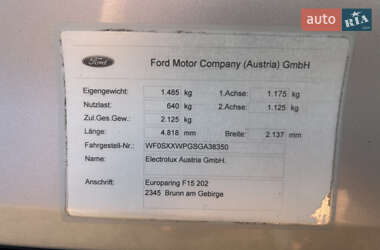 auto RIA.com
Ford
Ford Motor Company (Austria) GmbH
Eigengewicht: 1.485 kg 1.Achse: 1.175 kg
Nutzlast: 640 kg 2.Achse: 1.125 kg
Zul.Ges.Gew.: 2.125 kg
Länge: 4.818 mm Breite: 2.137 mm
Fahrgestell-Nr.: WF0SXXWPGSGA38350
Name: Electrolux Austria GmbH.
Anschrift: Europaring F15 202
2345 Brunn am Gebirge